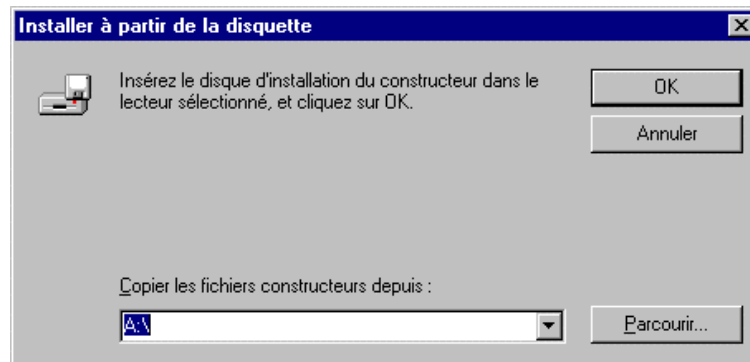 Installer à partir de la disquette
Insérez le disque d'installation du constructeur dans le
lecteur sélectionné, et cliquez sur OK.
OK
Annuler
Copier les fichiers constructeurs depuis :
A:\
Parcourir...